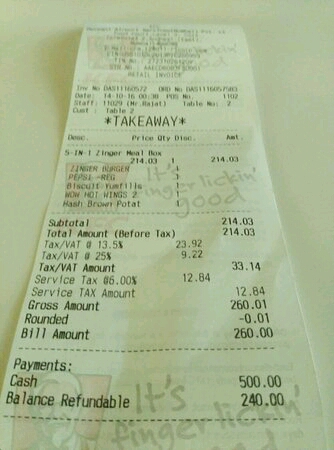 RETAIL INVOICE
Inv No DAS11160572 ORD No DAS1116057583
Date: 14-10-16 00:30 POS No. 1102
Staff: 11029 (Mr.Rajat) Table: 2
Cust : Table 2
*TAKEAWAY*
Desc. Price Qty Disc. Amt.
5-IN-1 Zinger Meal Box
214.03 1 214.03
ZINGER BURGER 1
PEPSI -REG 1
Biscuit Yumfills 1
WOW HOT WINGS 2 1
Hash Brown Potat 1
Subtotal 214.03
Total Amount (Before Tax) 214.03
Tax/VAT @ 13.5% 23.92
Tax/VAT @ 25% 9.22
Tax/VAT Amount 33.14
Service Tax @6.00% 12.84
Service TAX Amount 12.84
Gross Amount 260.01
Rounded -0.01
Bill Amount 260.00
Payments:
Cash 500.00
Balance Refundable 240.00
It's
finger lickin'
good
It's
finger lickin'
good